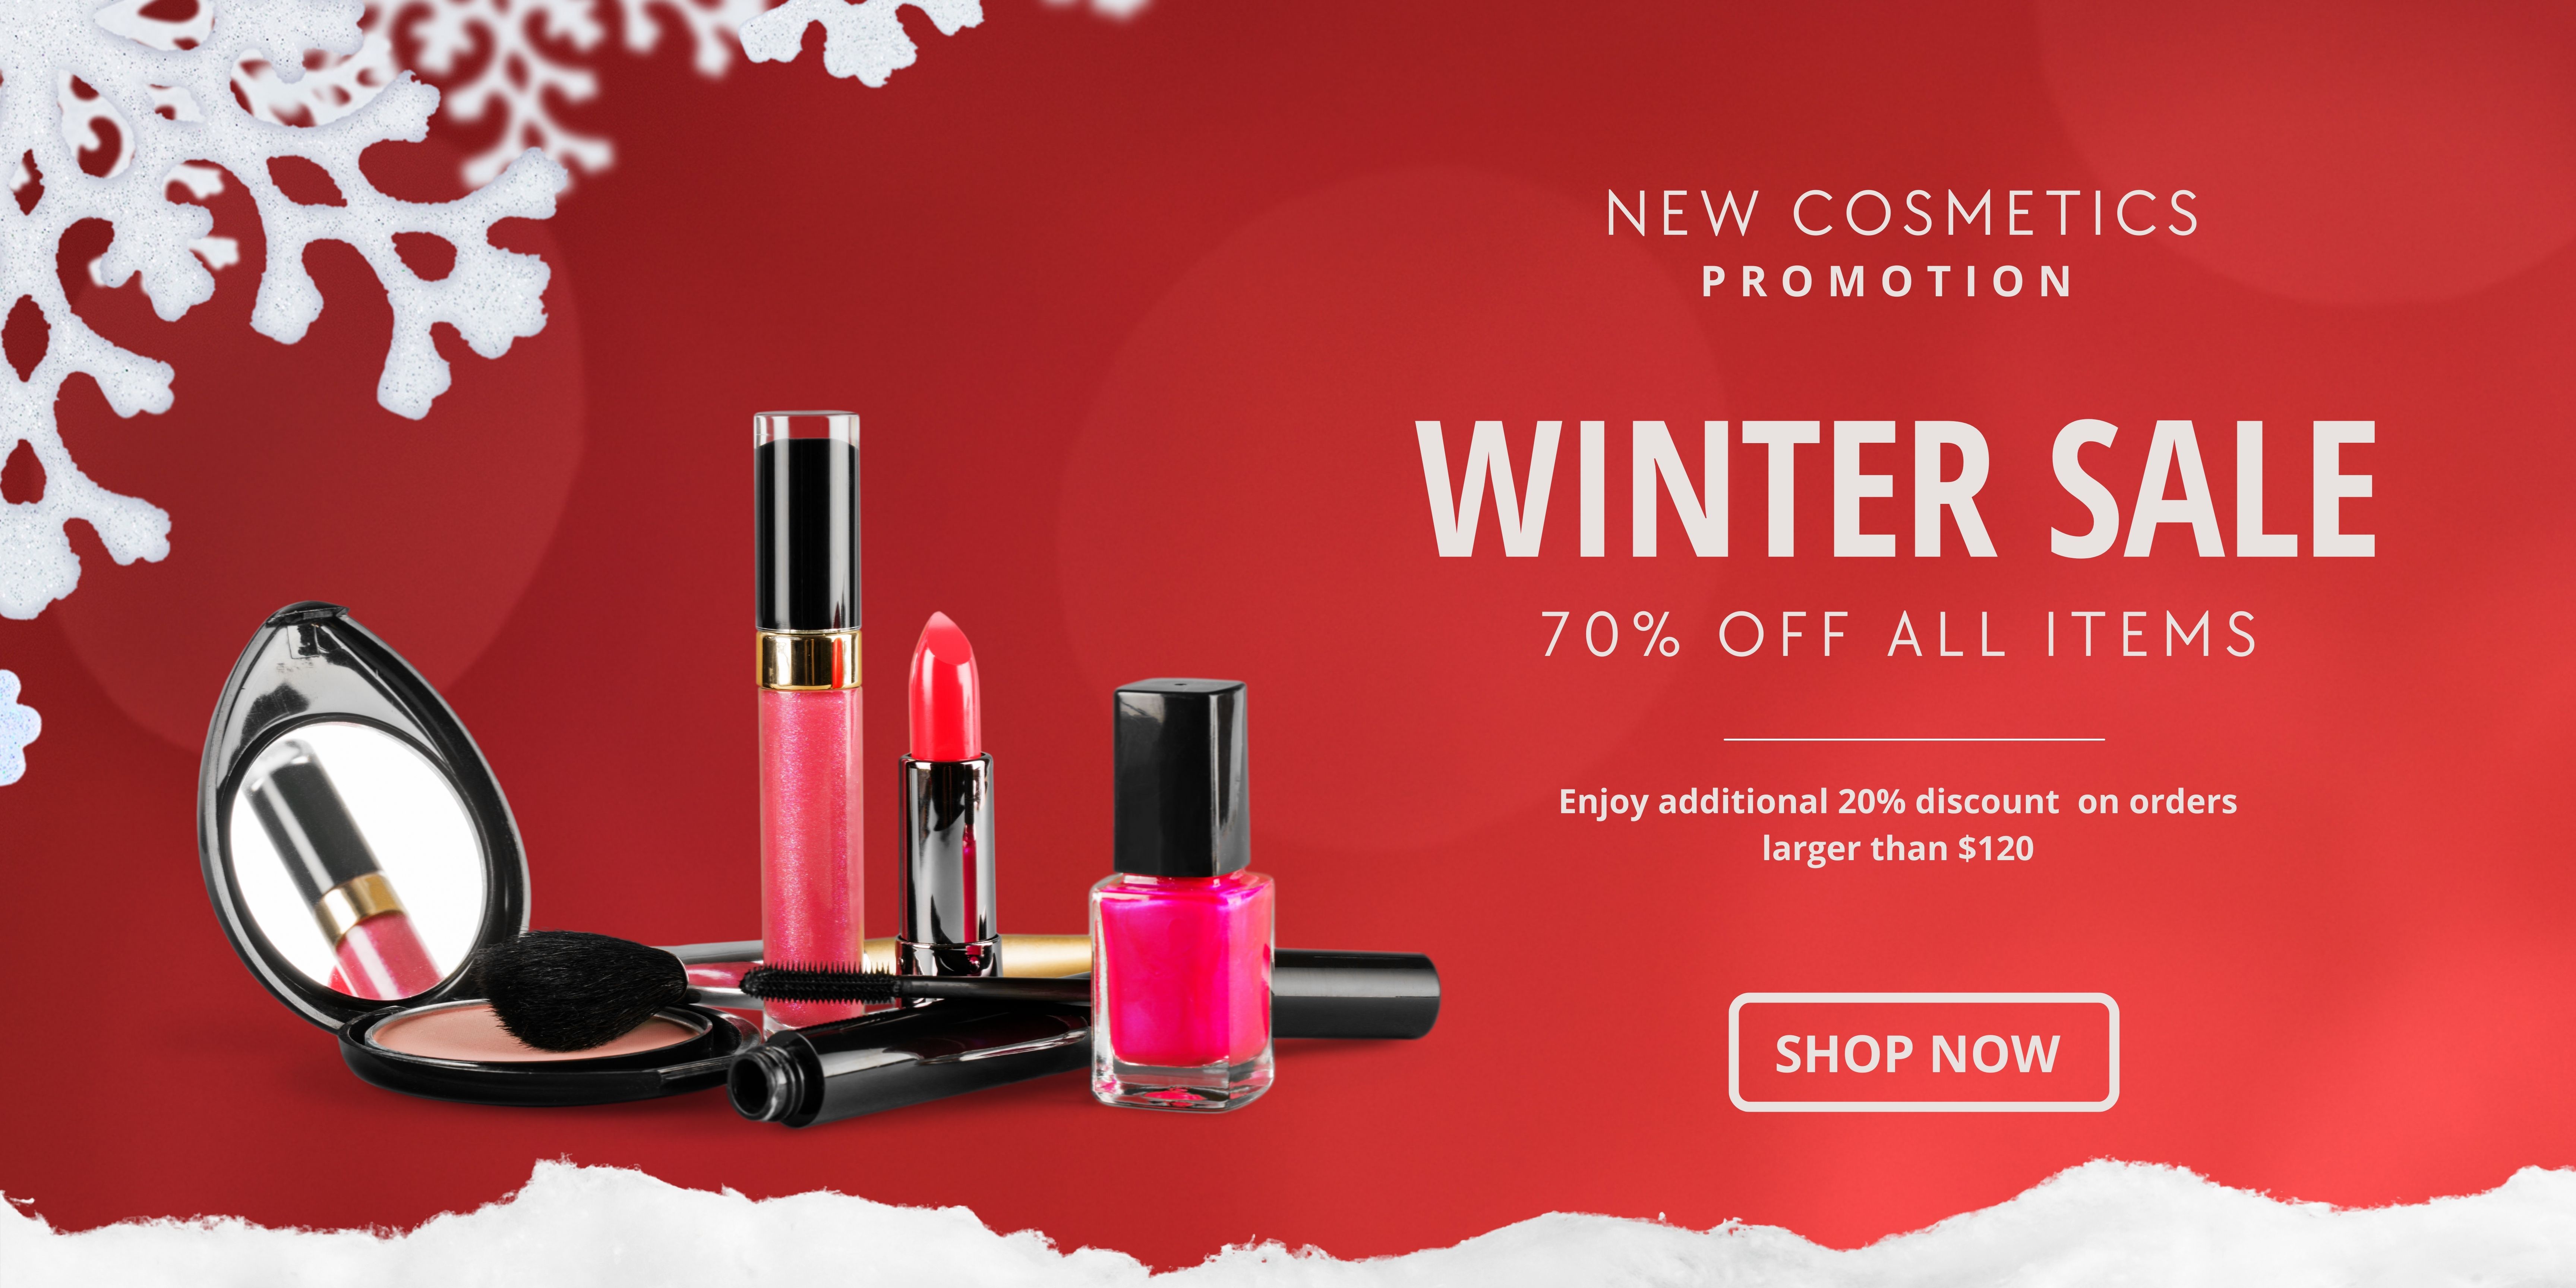 NEW COSMETICS
PROMOTION
WINTER SALE
70% OFF ALL ITEMS
Enjoy additional 20% discount  on orders
larger than $120
SHOP NOW